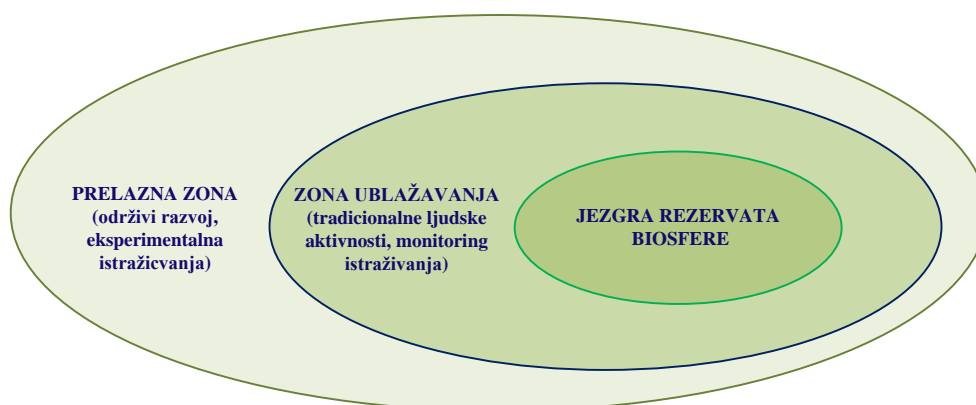 PRELAZNA ZONA
(održivi razvoj,
eksperimentalna
istražicvanja)
ZONA UBLAŽAVANJA
(tradicionalne ljudske
aktivnosti, monitoring
istraživanja)
JEZGRA REZERVATA
BIOSFERE